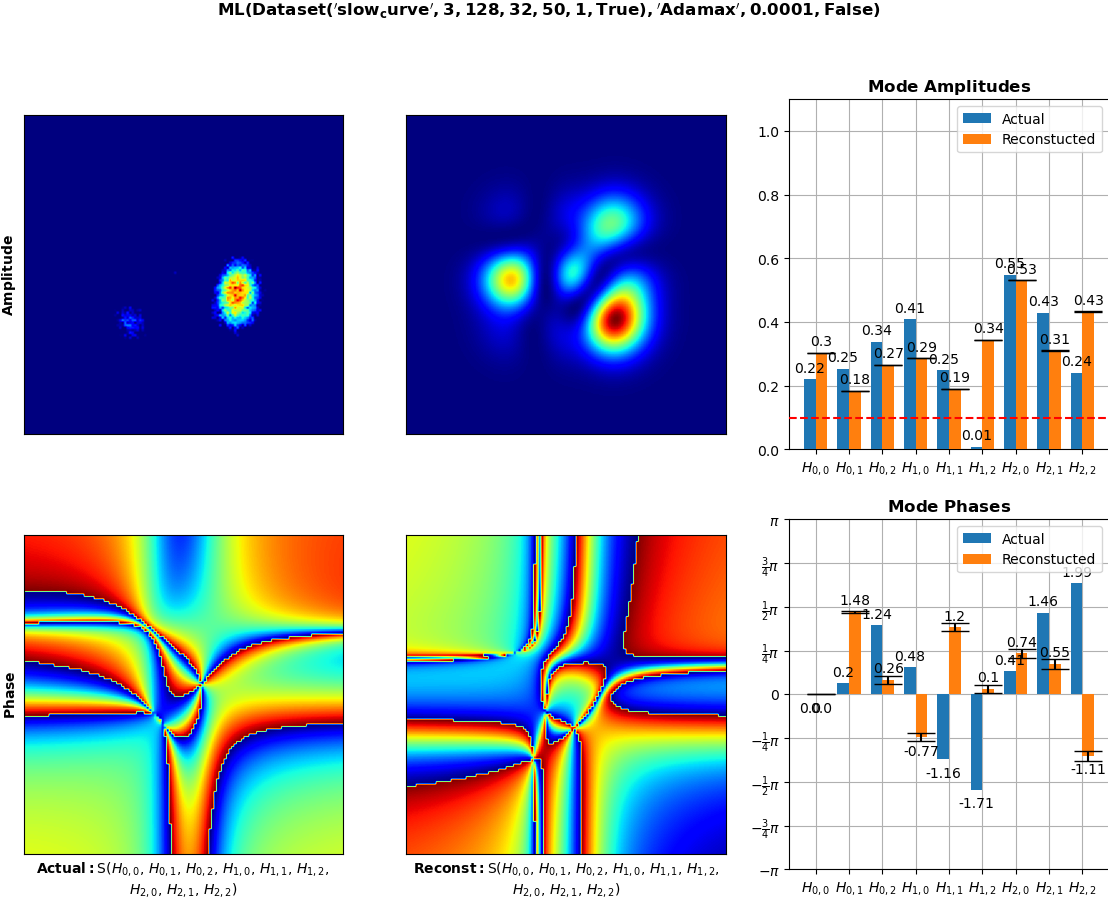 ML(Dataset('slow_curve', 3, 128, 32, 50, 1, True), 'Adamax', 0.0001, False)
Amplitude
Mode Amplitudes
Actual
Reconstucted
1.0
0.8
0.6
0.4
0.2
0.0
0.22 0.25 0.34 0.41 0.25 0.01 0.55 0.43 0.24
0.3 0.18 0.27 0.29 0.19 0.34 0.53 0.31 0.43
H0,0 H0,1 H0,2 H1,0 H1,1 H1,2 H2,0 H2,1 H2,2
Phase
Actual: S(H0,0, H0,1, H0,2, H1,0, H1,1, H1,2,
H2,0, H2,1, H2,2)
Reconst: S(H0,0, H0,1, H0,2, H1,0, H1,1, H1,2,
H2,0, H2,1, H2,2)
Mode Phases
Actual
Reconstucted
π
3/4π
1/2π
1/4π
0
−1/4π
−1/2π
−3/4π
−π
0.0 0.2 1.24 0.48 -1.16 -1.71 0.41 1.46 1.99
0.0 1.48 0.26 -0.77 1.2 0.1 0.74 0.55 -1.11
H0,0 H0,1 H0,2 H1,0 H1,1 H1,2 H2,0 H2,1 H2,2